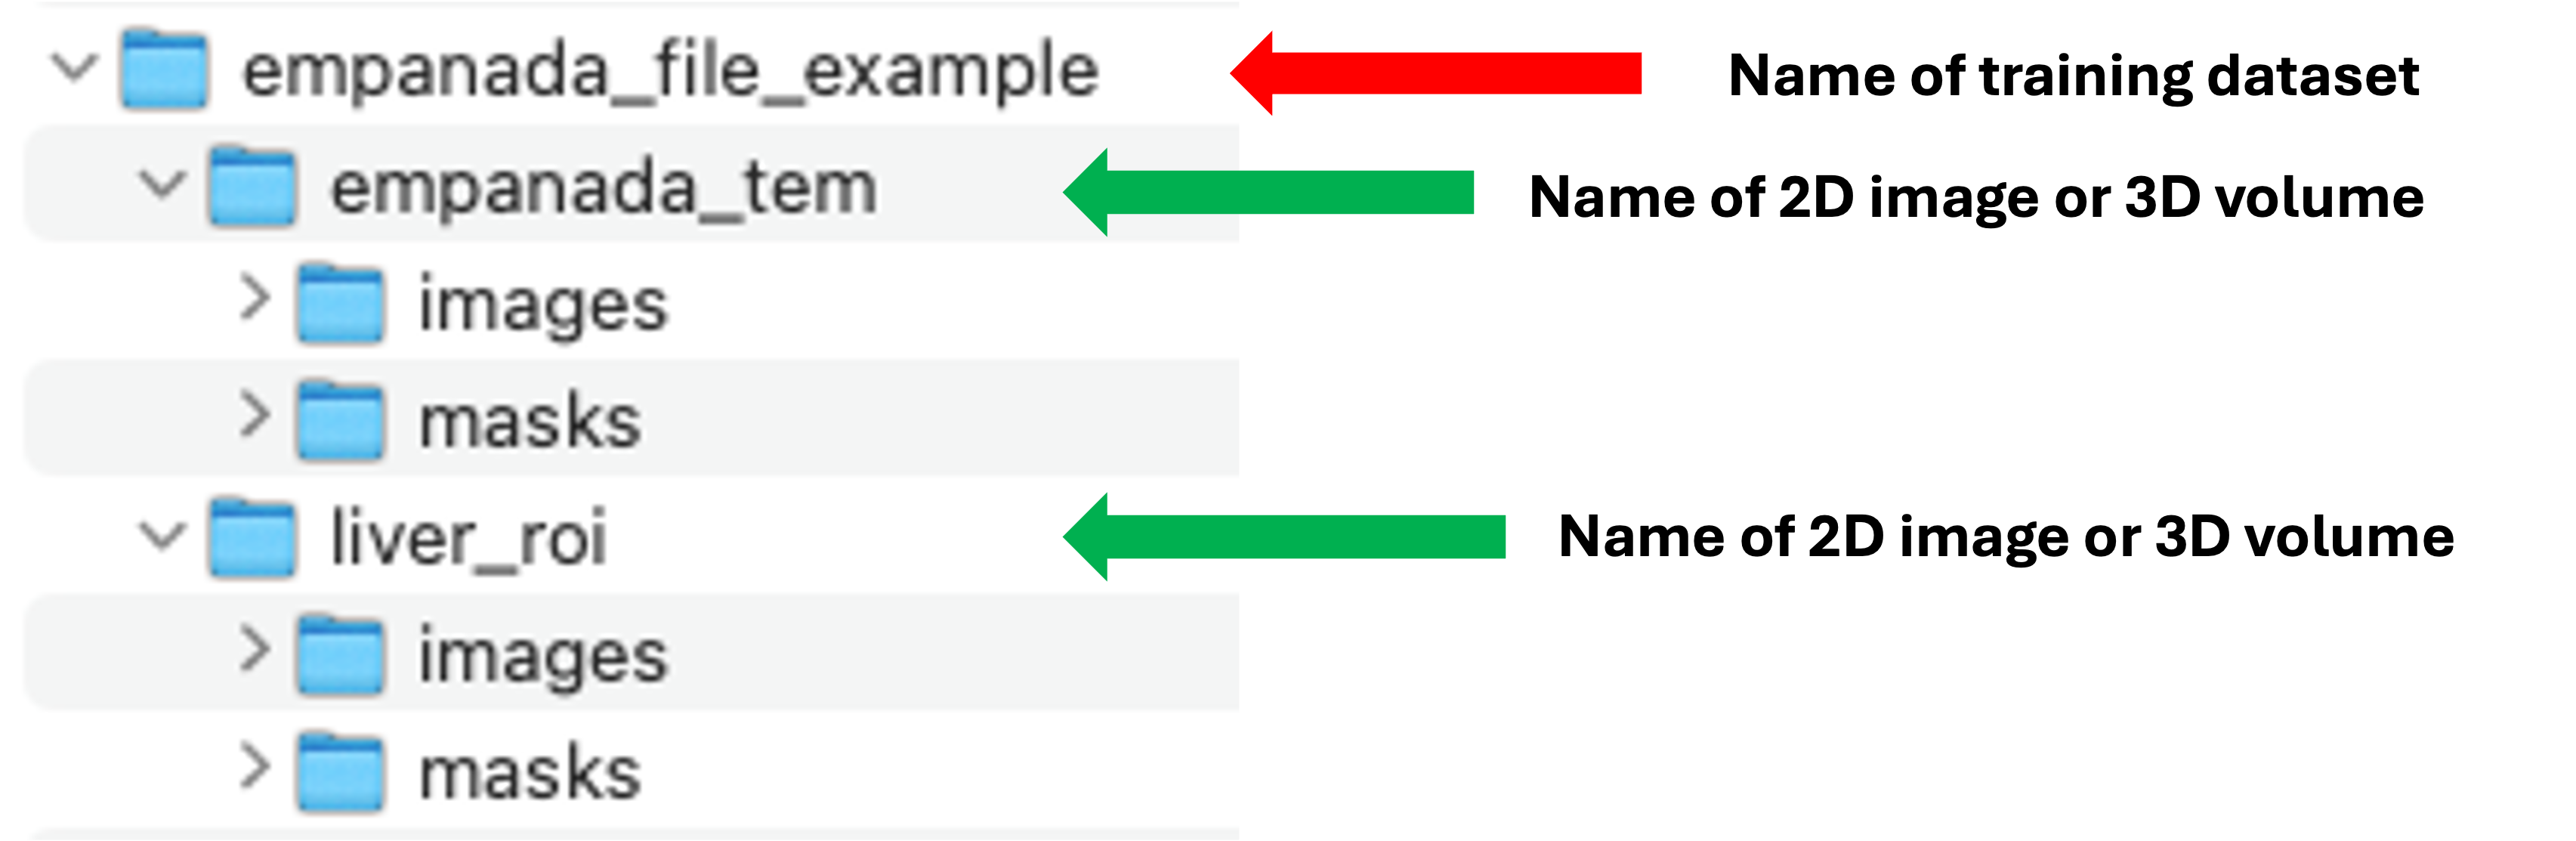 empanada_file_example Name of training dataset
empanada_tem Name of 2D image or 3D volume
images
masks
liver_roi Name of 2D image or 3D volume
images
masks